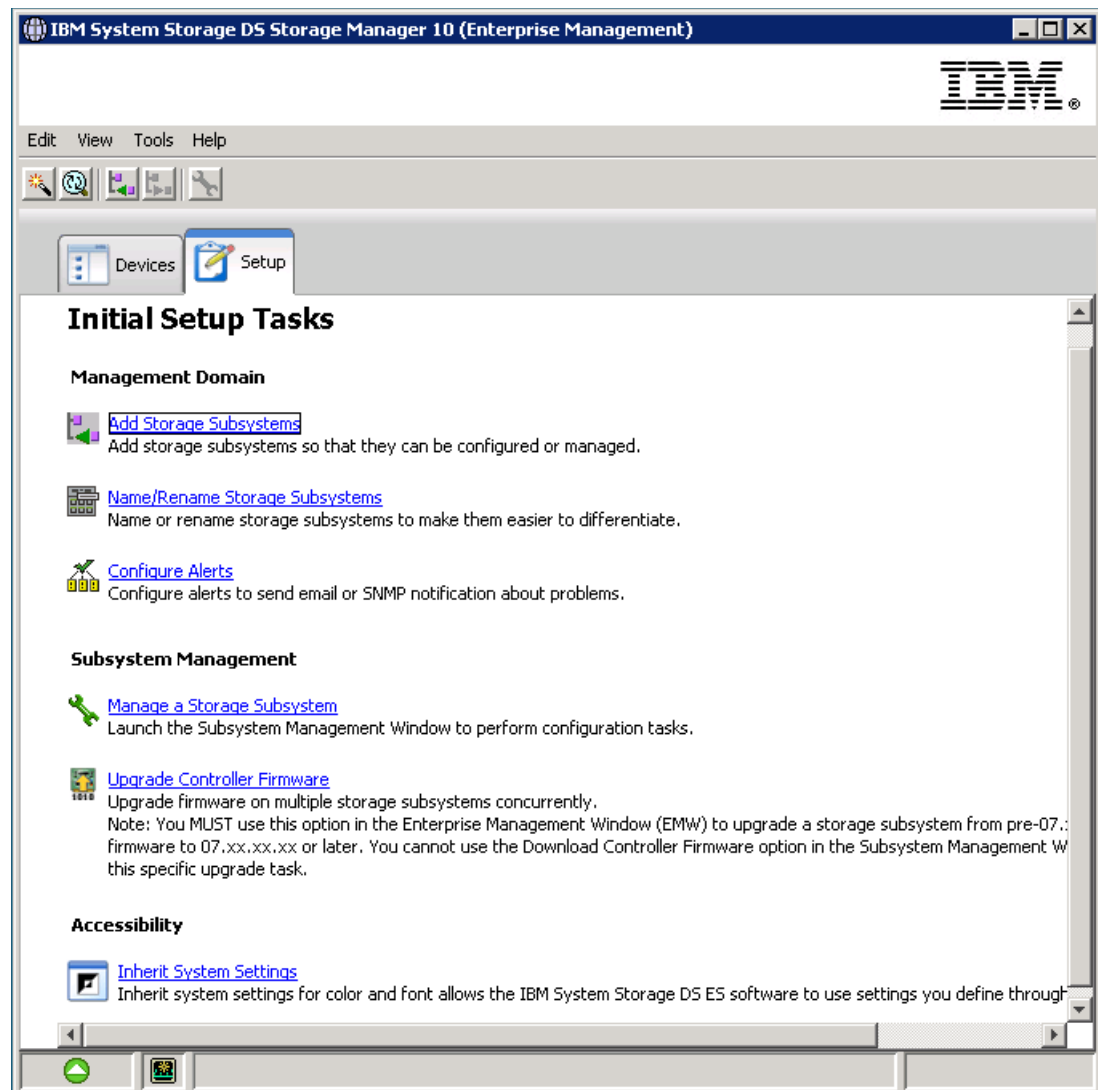 IBM System Storage DS Storage Manager 10 (Enterprise Management)
IBM®
Edit View Tools Help
Devices
Setup
Initial Setup Tasks
Management Domain
Add Storage Subsystems
Add storage subsystems so that they can be configured or managed.
Name/Rename Storage Subsystems
Name or rename storage subsystems to make them easier to differentiate.
Configure Alerts
Configure alerts to send email or SNMP notification about problems.
Subsystem Management
Manage a Storage Subsystem
Launch the Subsystem Management Window to perform configuration tasks.
Upgrade Controller Firmware
Upgrade firmware on multiple storage subsystems concurrently.
Note: You MUST use this option in the Enterprise Management Window (EMW) to upgrade a storage subsystem from pre-07.
firmware to 07.xx.xx.xx or later. You cannot use the Download Controller Firmware option in the Subsystem Management W
this specific upgrade task.
Accessibility
Inherit System Settings
Inherit system settings for color and font allows the IBM System Storage DS ES software to use settings you define through